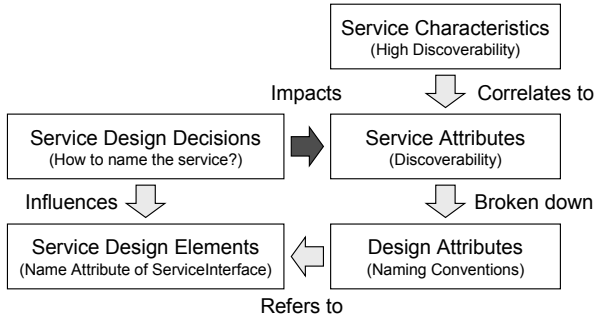 Service Characteristics
(High Discoverability)
Impacts
Correlates to
Service Design Decisions
(How to name the service?)
Service Attributes
(Discoverability)
Influences
Broken down
Service Design Elements
(Name Attribute of ServiceInterface)
Design Attributes
(Naming Conventions)
Refers to